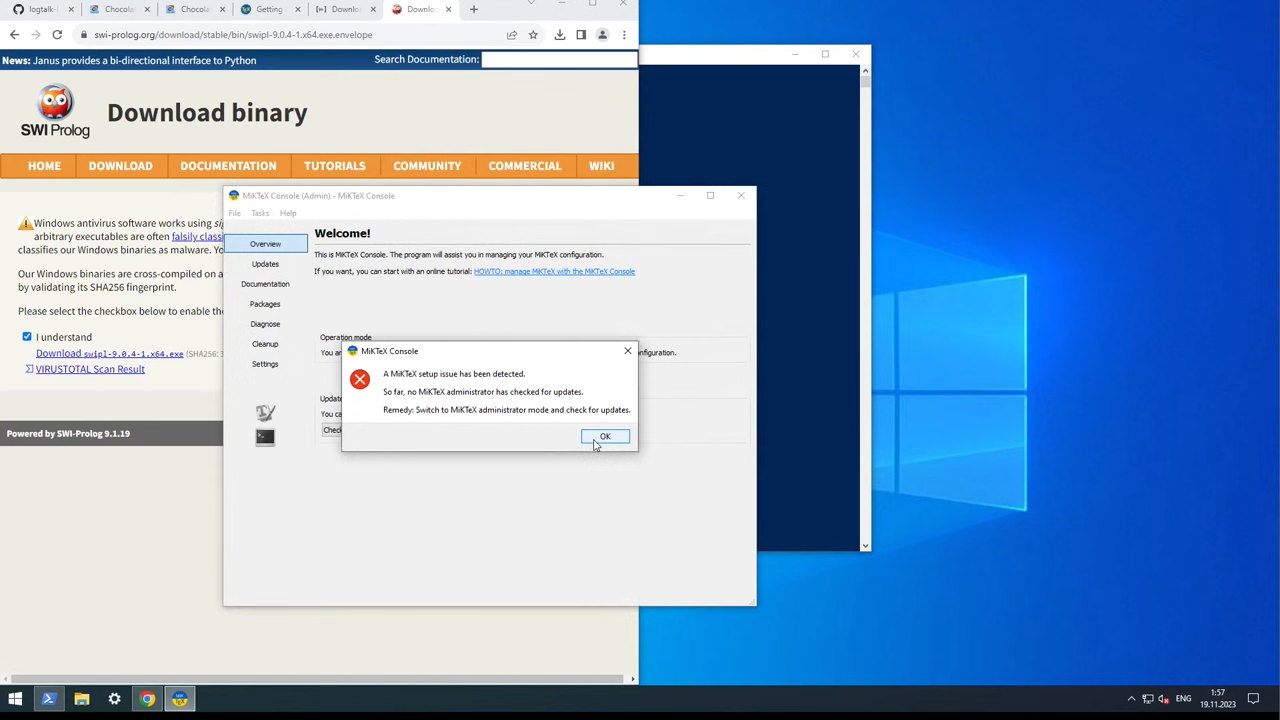 logtalk-l
Chocola
Chocola
Getting
Downlo
Downlo
swi-prolog.org/download/stable/bin/swipl-9.0.4-1.x64.exe.envelope
News: Janus provides a bi-directional interface to Python
Search Documentation:
SWI Prolog
Download binary
HOME DOWNLOAD DOCUMENTATION TUTORIALS COMMUNITY COMMERCIAL WIKI
Windows antivirus software works using
arbitrary executables are often falsily
classifies our Windows binaries as malware.
Our Windows binaries are cross-compiled on a
by validating its SHA256 fingerprint.
Please select the checkbox below to enable the
I understand
Download swipl-9.0.4-1.x64.exe (SHA256:
VIRUSTOTAL Scan Result
Powered by SWI-Prolog 9.1.19
MiKTeX Console (Admin) - MiKTeX Console
File Tasks Help
Overview
Updates
Documentation
Packages
Diagnose
Cleanup
Settings
Welcome!
This is MiKTeX Console. The program will assist you in managing your MiKTeX configuration.
If you want, you can start with an online tutorial: HOWTO: manage MiKTeX with the MiKTeX Console
Operation mode
You
configuration.
You
MiKTeX Console
A MiKTeX setup issue has been detected.
So far, no MiKTeX administrator has checked for updates.
Remedy: Switch to MiKTeX administrator mode and check for updates.
OK
ENG
1:57
19.11.2023